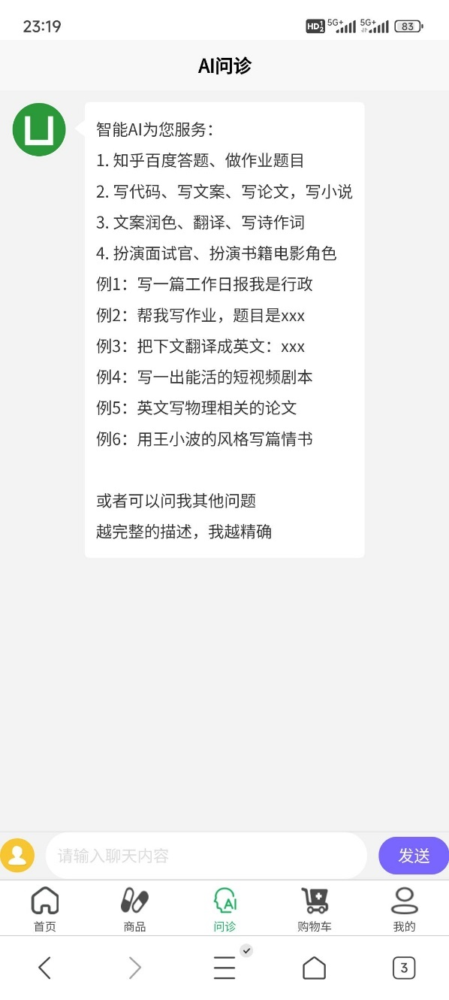 23:19
HD 1 2 5G+ 5G+ 83
AI问诊
智能AI为您服务：
1. 知乎百度答题、做作业题目
2. 写代码、写文案、写论文，写小说
3. 文案润色、翻译、写诗作词
4. 扮演面试官、扮演书籍电影角色
例1：写一篇工作日报我是行政
例2：帮我写作业，题目是xxx
例3：把下文翻译成英文：xxx
例4：写一出能活的短视频剧本
例5：英文写物理相关的论文
例6：用王小波的风格写篇情书
或者可以问我其他问题
越完整的描述，我越精确
请输入聊天内容
发送
AI
首页 商品 问诊 购物车 我的
3